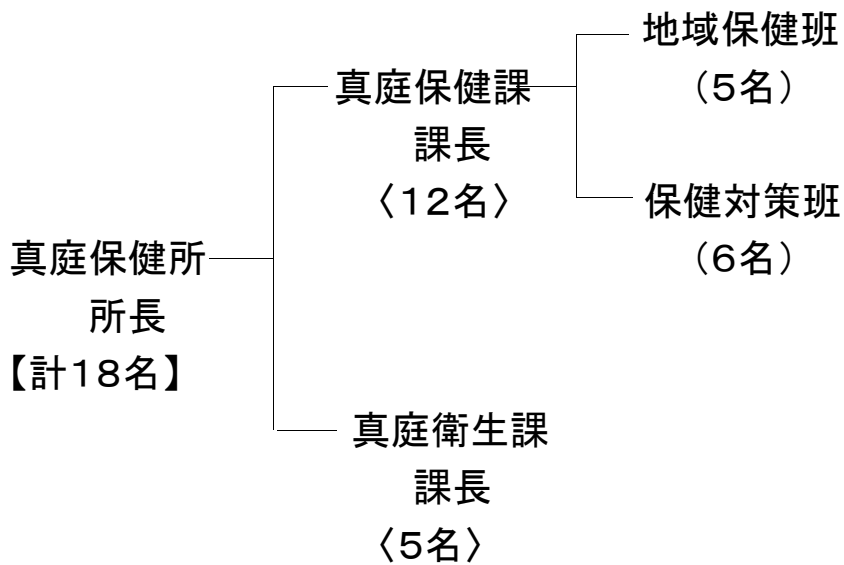 真庭保健所
所長
【計18名】
真庭保健課
課長
〈12名〉
地域保健班
(5名)
保健対策班
(6名)
真庭衛生課
課長
〈5名〉